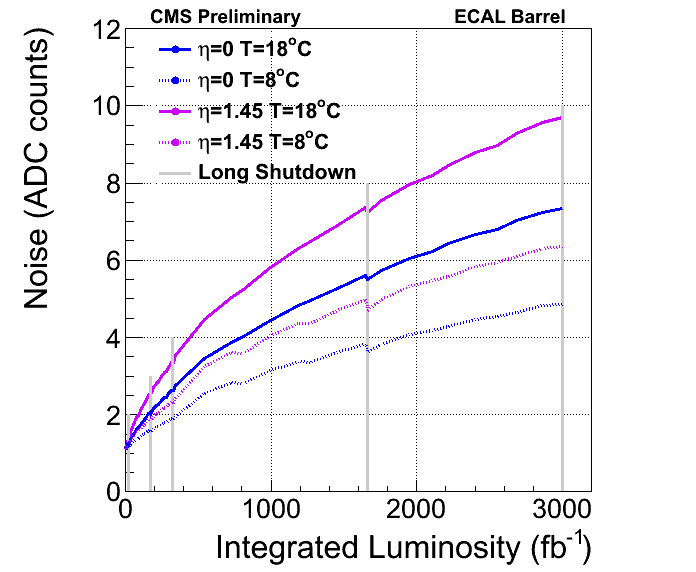 CMS Preliminary ECAL Barrel
12
10
8
6
4
2
0
Noise (ADC counts)
η=0 T=18°C
η=0 T=8°C
η=1.45 T=18°C
η=1.45 T=8°C
Long Shutdown
0 1000 2000 3000
Integrated Luminosity (fb⁻¹)